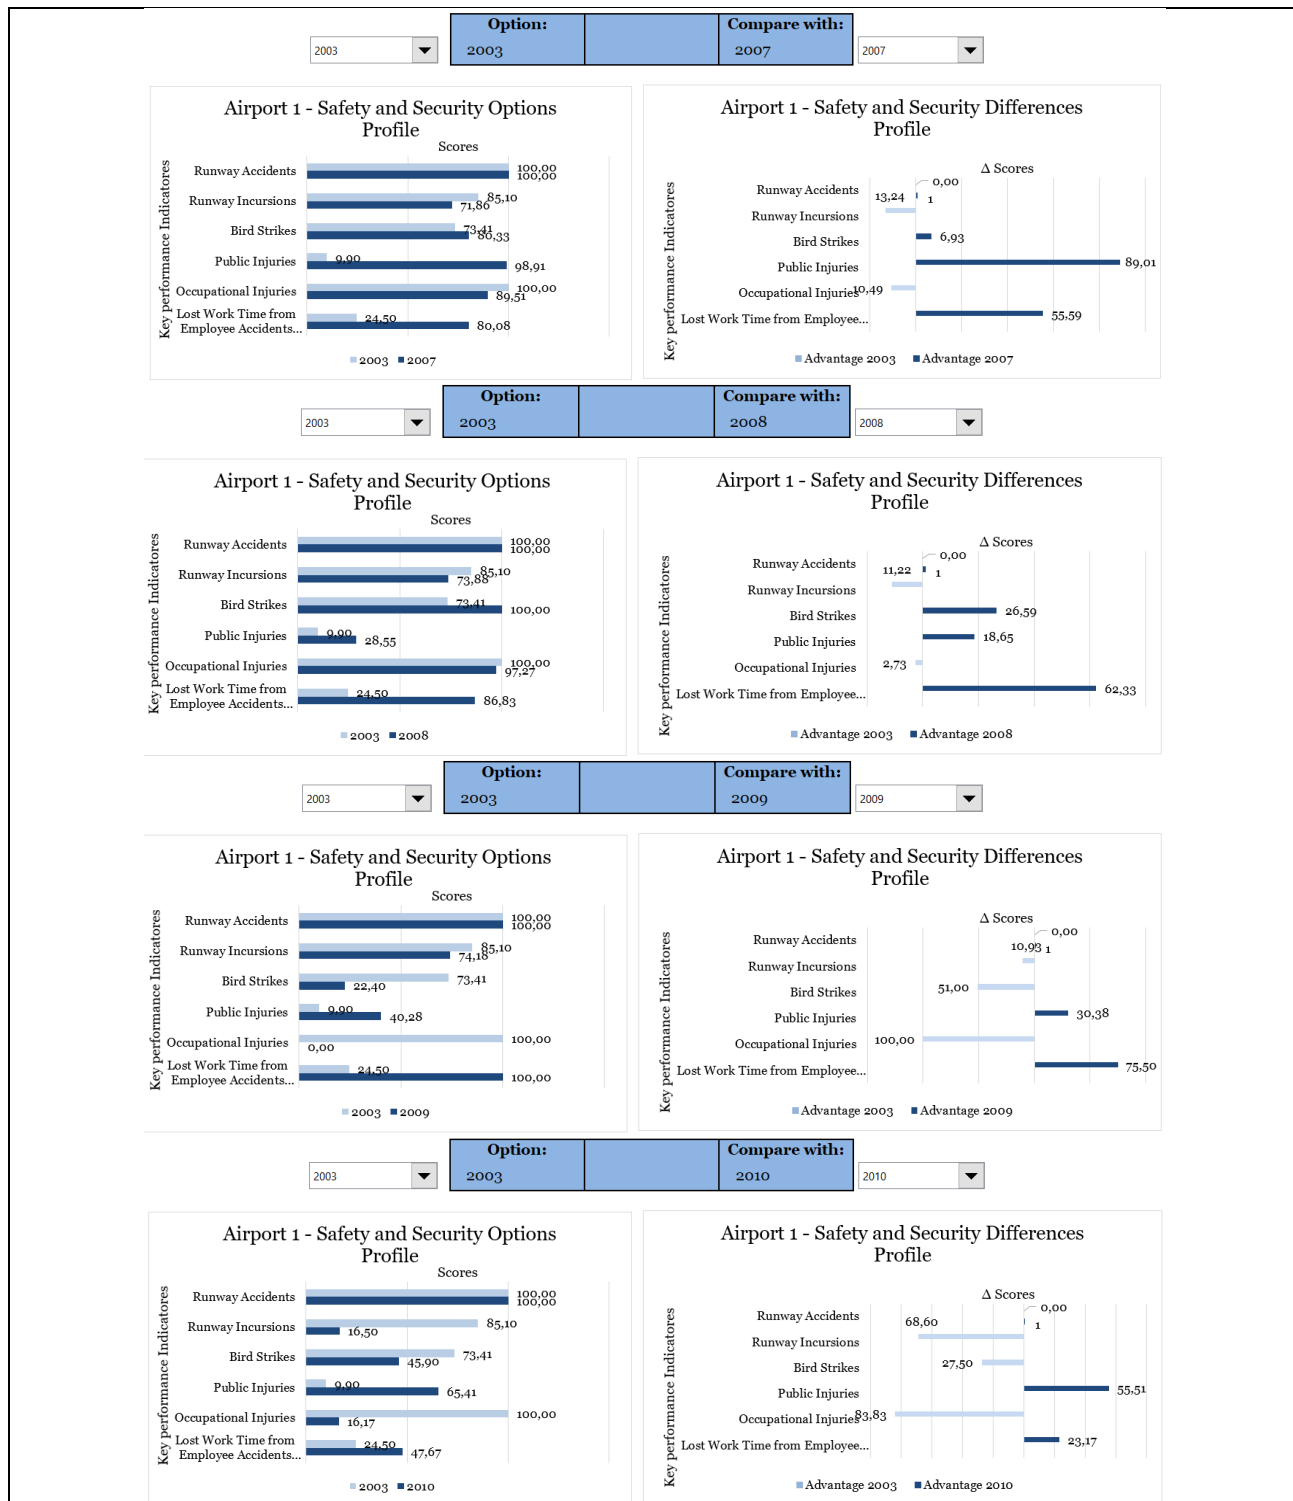 Option:
Compare with:
2003
2003
2007
2007
Airport 1 - Safety and Security Options
Profile
Scores
Key performance Indicatores
Runway Accidents
100,00
100,00
Runway Incursions
85,10
71,86
Bird Strikes
73,41
80,33
Public Injuries
9,90
98,91
Occupational Injuries
100,00
89,51
Lost Work Time from
Employee Accidents...
24,50
80,08
2003
2007
Airport 1 - Safety and Security Differences
Profile
Δ Scores
Key performance Indicatores
Runway Accidents
0,00
1
Runway Incursions
13,24
Bird Strikes
6,93
Public Injuries
89,01
Occupational Injuries
10,49
Lost Work Time from Employee...
55,59
Advantage 2003
Advantage 2007
Option:
Compare with:
2003
2003
2008
2008
Airport 1 - Safety and Security Options
Profile
Scores
Key performance Indicatores
Runway Accidents
100,00
100,00
Runway Incursions
85,10
73,88
Bird Strikes
73,41
100,00
Public Injuries
9,90
28,55
Occupational Injuries
100,00
97,27
Lost Work Time from
Employee Accidents...
24,50
86,83
2003
2008
Airport 1 - Safety and Security Differences
Profile
Δ Scores
Key performance Indicatores
Runway Accidents
0,00
1
Runway Incursions
11,22
Bird Strikes
26,59
Public Injuries
18,65
Occupational Injuries
2,73
Lost Work Time from Employee...
62,33
Advantage 2003
Advantage 2008
Option:
Compare with:
2003
2003
2009
2009
Airport 1 - Safety and Security Options
Profile
Scores
Key performance Indicatores
Runway Accidents
100,00
100,00
Runway Incursions
85,10
74,18
Bird Strikes
73,41
22,40
Public Injuries
9,90
40,28
Occupational Injuries
100,00
0,00
Lost Work Time from
Employee Accidents...
24,50
100,00
2003
2009
Airport 1 - Safety and Security Differences
Profile
Δ Scores
Key performance Indicatores
Runway Accidents
0,00
1
Runway Incursions
10,93
Bird Strikes
51,00
Public Injuries
30,38
Occupational Injuries
100,00
Lost Work Time from Employee...
75,50
Advantage 2003
Advantage 2009
Option:
Compare with:
2003
2003
2010
2010
Airport 1 - Safety and Security Options
Profile
Scores
Key performance Indicatores
Runway Accidents
100,00
100,00
Runway Incursions
85,10
16,50
Bird Strikes
73,41
45,90
Public Injuries
9,90
65,41
Occupational Injuries
100,00
16,17
Lost Work Time from
Employee Accidents...
24,50
47,67
2003
2010
Airport 1 - Safety and Security Differences
Profile
Δ Scores
Key performance Indicatores
Runway Accidents
0,00
1
Runway Incursions
68,60
Bird Strikes
27,50
Public Injuries
55,51
Occupational Injuries
83,83
Lost Work Time from Employee...
23,17
Advantage 2003
Advantage 2010